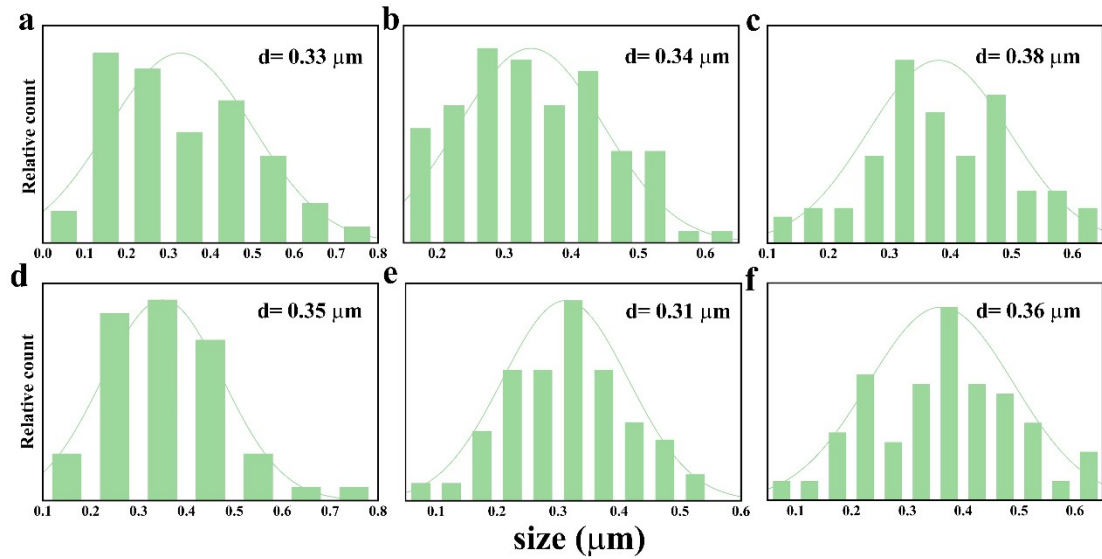 a
d= 0.33 µm
Relative count
0.0 0.1 0.2 0.3 0.4 0.5 0.6 0.7 0.8
b
d= 0.34 µm
0.2 0.3 0.4 0.5 0.6
c
d= 0.38 µm
0.1 0.2 0.3 0.4 0.5 0.6
d
d= 0.35 µm
Relative count
0.1 0.2 0.3 0.4 0.5 0.6 0.7 0.8
e
d= 0.31 µm
0.1 0.2 0.3 0.4 0.5 0.6
f
d= 0.36 µm
0.1 0.2 0.3 0.4 0.5 0.6
size (µm)